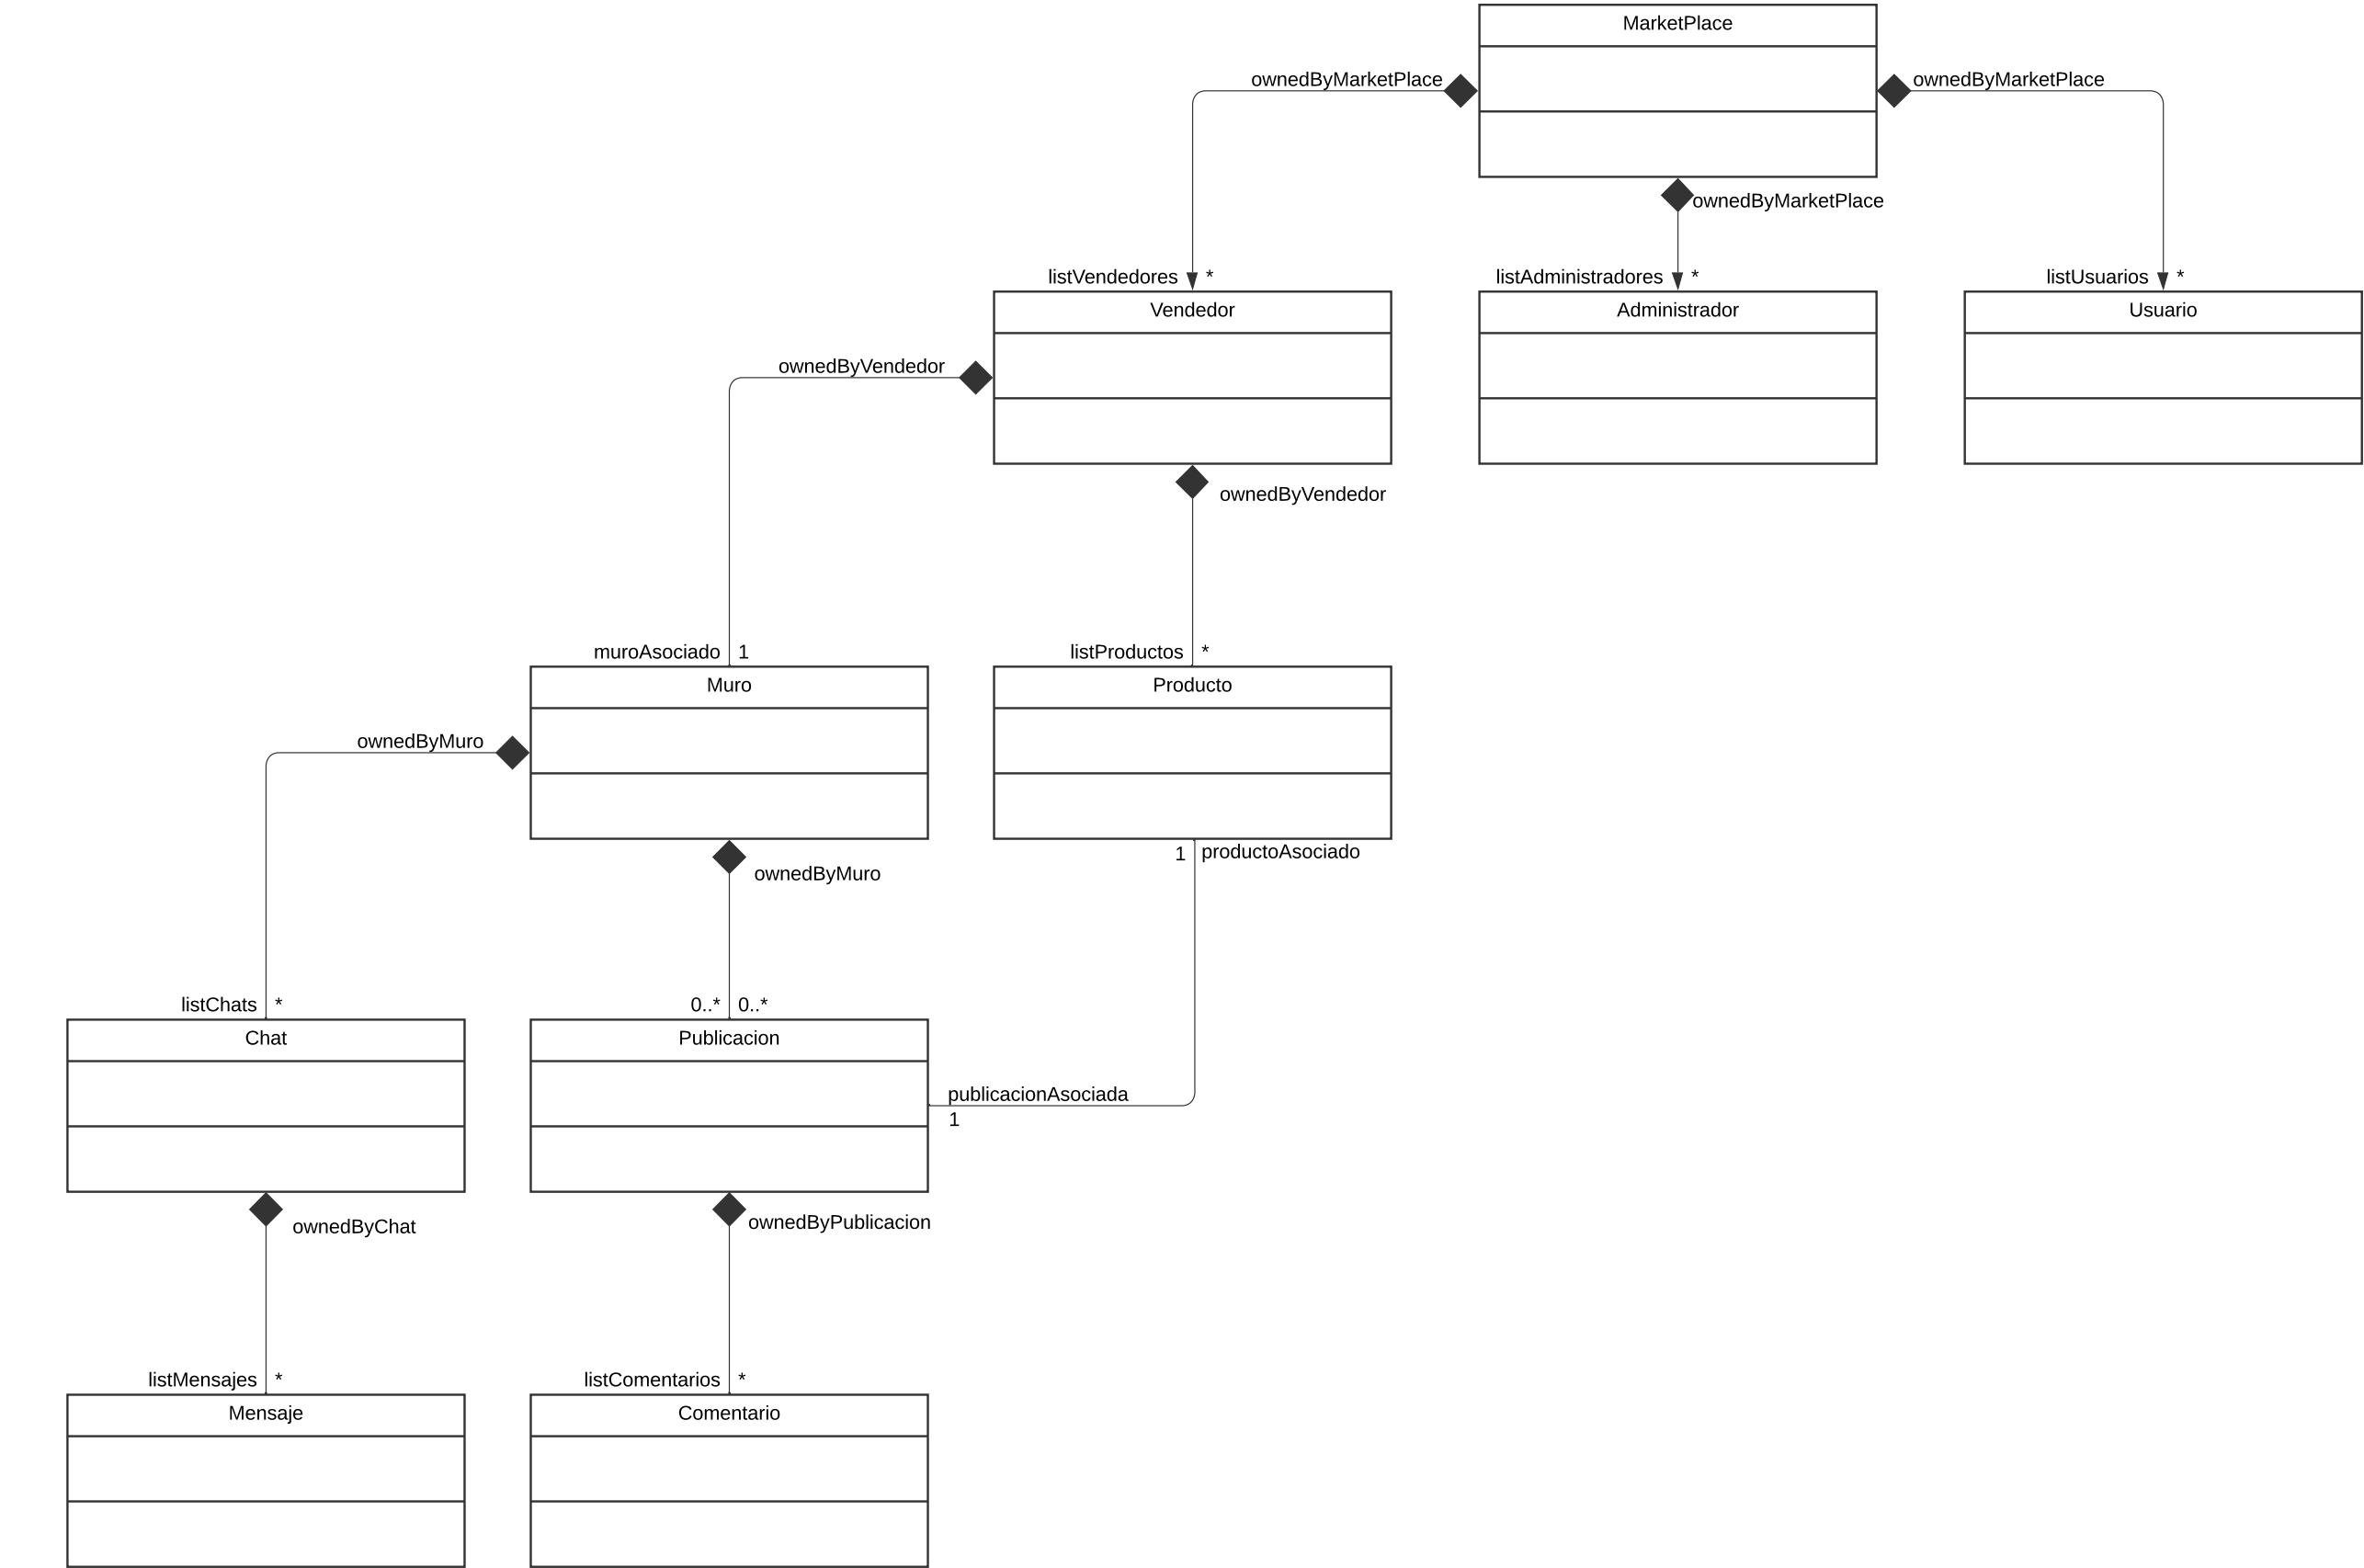 MarketPlace
ownedByMarketPlace
ownedByMarketPlace
ownedByMarketPlace
listVendedores *
listAdministradores *
listUsuarios *
Vendedor
Administrador
Usuario
ownedByVendedor
ownedByVendedor
muroAsociado 1
listProductos *
Muro
Producto
ownedByMuro
1 productoAsociado
ownedByMuro
listChats *
0..* 0..*
Chat
Publicacion
publicacionAsociada
1
ownedByChat
ownedByPublicacion
listMensajes *
listComentarios *
Mensaje
Comentario